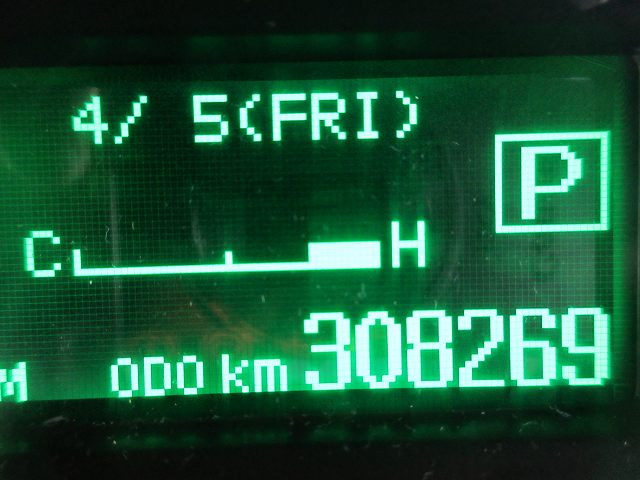 4/ 5(FRI)
P
C H
ODO km 308269